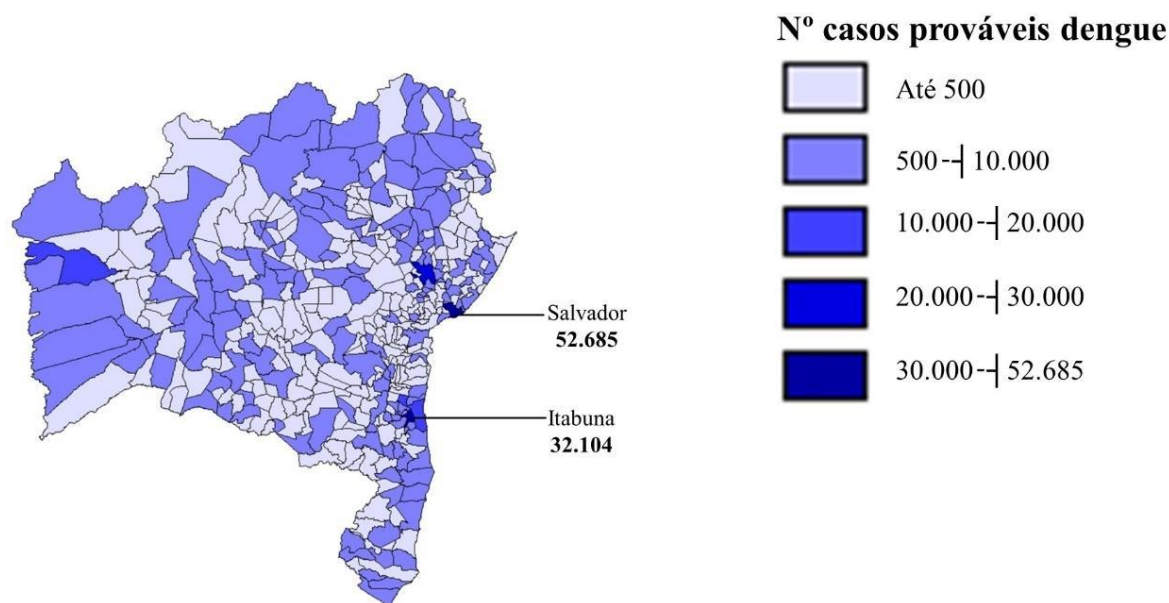 Nº casos prováveis dengue
Até 500
500 --┤ 10.000
10.000 --┤ 20.000
20.000 --┤ 30.000
30.000 --┤ 52.685
Salvador
52.685
Itabuna
32.104